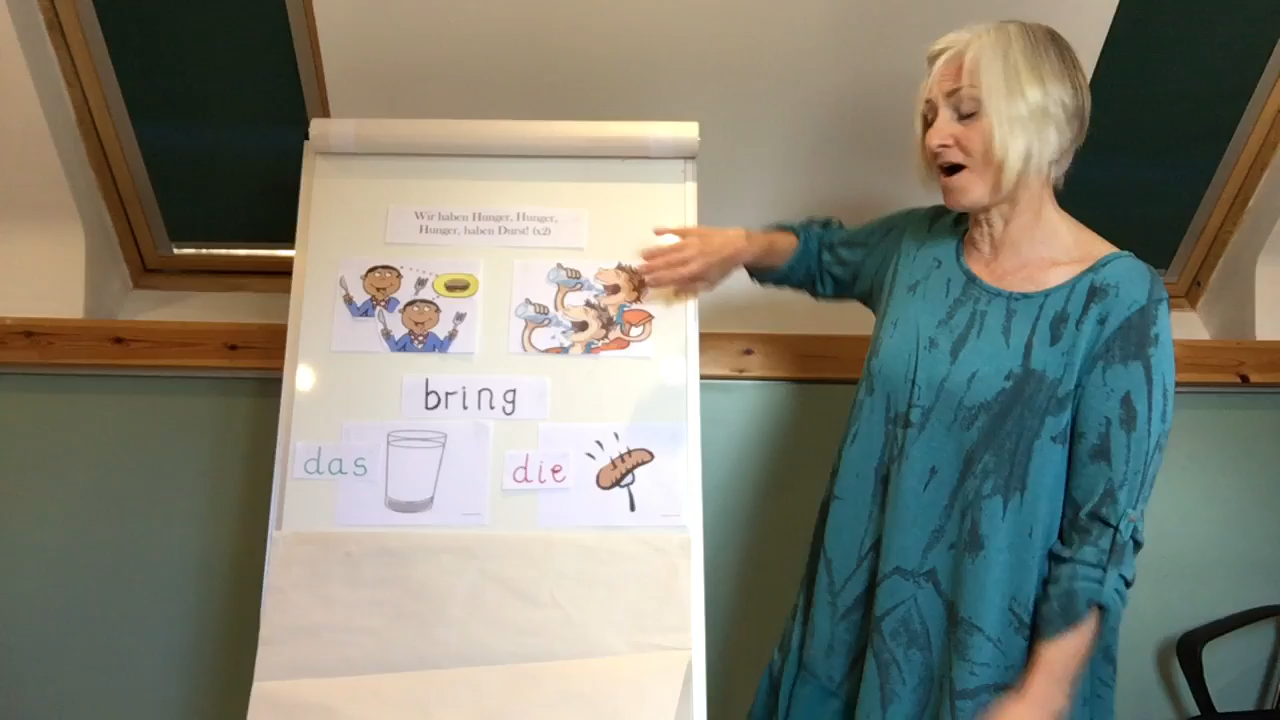 Wir haben Hunger, Hunger,
Hunger, haben Durst! (x2)
bring
das
die